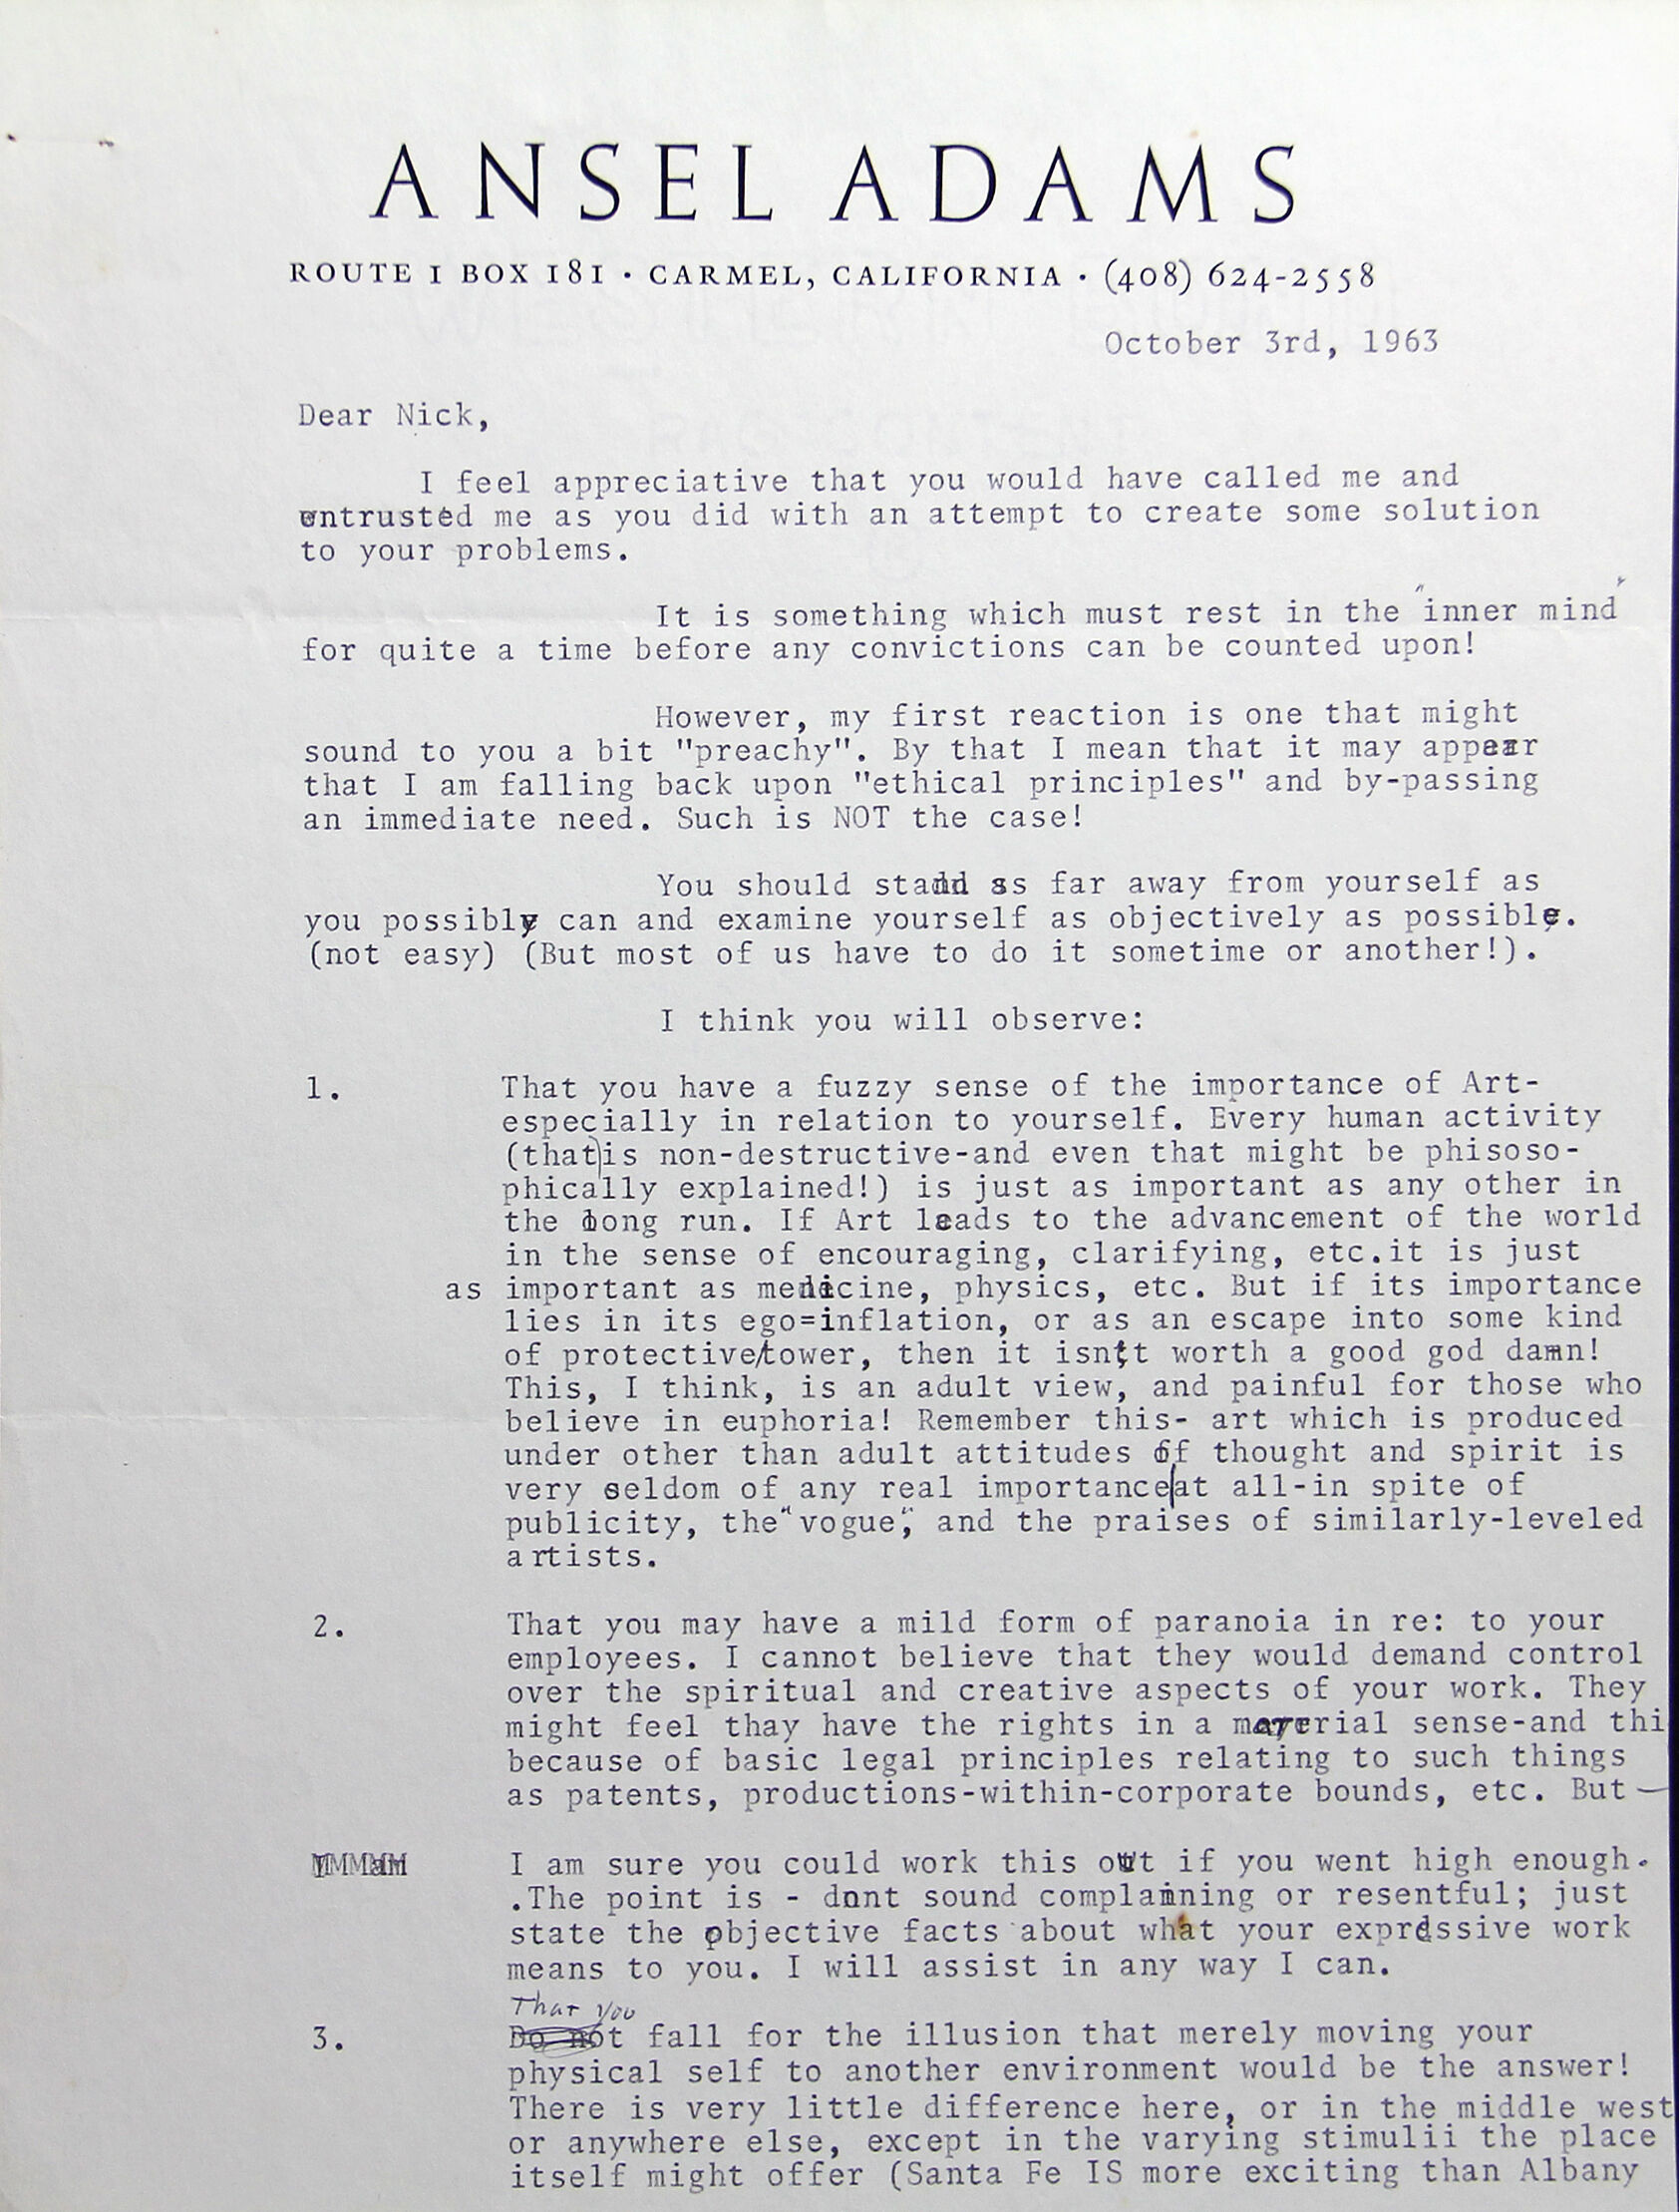 ANSEL ADAMS
ROUTE 1 BOX 181 · CARMEL, CALIFORNIA · (408) 624-2558
October 3rd, 1963
Dear Nick,
I feel appreciative that you would have called me and
entrusted me as you did with an attempt to create some solution
to your problems.
It is something which must rest in the "inner mind"
for quite a time before any convictions can be counted upon!
However, my first reaction is one that might
sound to you a bit "preachy". By that I mean that it may appear
that I am falling back upon "ethical principles" and by-passing
an immediate need. Such is NOT the case!
You should stand as far away from yourself as
you possibly can and examine yourself as objectively as possible.
(not easy) (But most of us have to do it sometime or another!).
I think you will observe:
1. That you have a fuzzy sense of the importance of Art-
especially in relation to yourself. Every human activity
(that|is non-destructive-and even that might be phisoso-
phically explained!) is just as important as any other in
the long run. If Art leads to the advancement of the world
in the sense of encouraging, clarifying, etc.it is just
as important as medicine, physics, etc. But if its importance
lies in its ego=inflation, or as an escape into some kind
of protective/tower, then it isn't worth a good god damn!
This, I think, is an adult view, and painful for those who
believe in euphoria! Remember this- art which is produced
under other than adult attitudes of thought and spirit is
very seldom of any real importance|at all-in spite of
publicity, the "vogue", and the praises of similarly-leveled
artists.
2. That you may have a mild form of paranoia in re: to your
employees. I cannot believe that they would demand control
over the spiritual and creative aspects of your work. They
might feel thay have the rights in a material sense-and thi
because of basic legal principles relating to such things
as patents, productions-within-corporate bounds, etc. But —
I am sure you could work this out if you went high enough.
.The point is - dont sound complaining or resentful; just
state the objective facts about what your expressive work
means to you. I will assist in any way I can.
That you
3. Do not fall for the illusion that merely moving your
physical self to another environment would be the answer!
There is very little difference here, or in the middle west
or anywhere else, except in the varying stimulii the place
itself might offer (Santa Fe IS more exciting than Albany